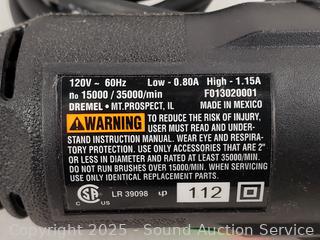 120V ~ 60Hz Low - 0.80A High - 1.15A
no 15000 / 35000/min F013020001
DREMEL • MT.PROSPECT, IL MADE IN MEXICO
WARNING TO REDUCE THE RISK OF INJURY,
USER MUST READ AND UNDER-
STAND INSTRUCTION MANUAL. WEAR EYE AND RESPIRA-
TORY PROTECTION. USE ONLY ACCESSORIES THAT ARE 2"
OR LESS IN DIAMETER AND RATED AT LEAST 35000/MIN.
DO NOT RUN BRUSHES OVER 15000/MIN. WHEN SERVICING
USE ONLY IDENTICAL REPLACEMENT PARTS.
C US LR 39098 112
Copyright 2025 - Sound Auction Service - Copyright